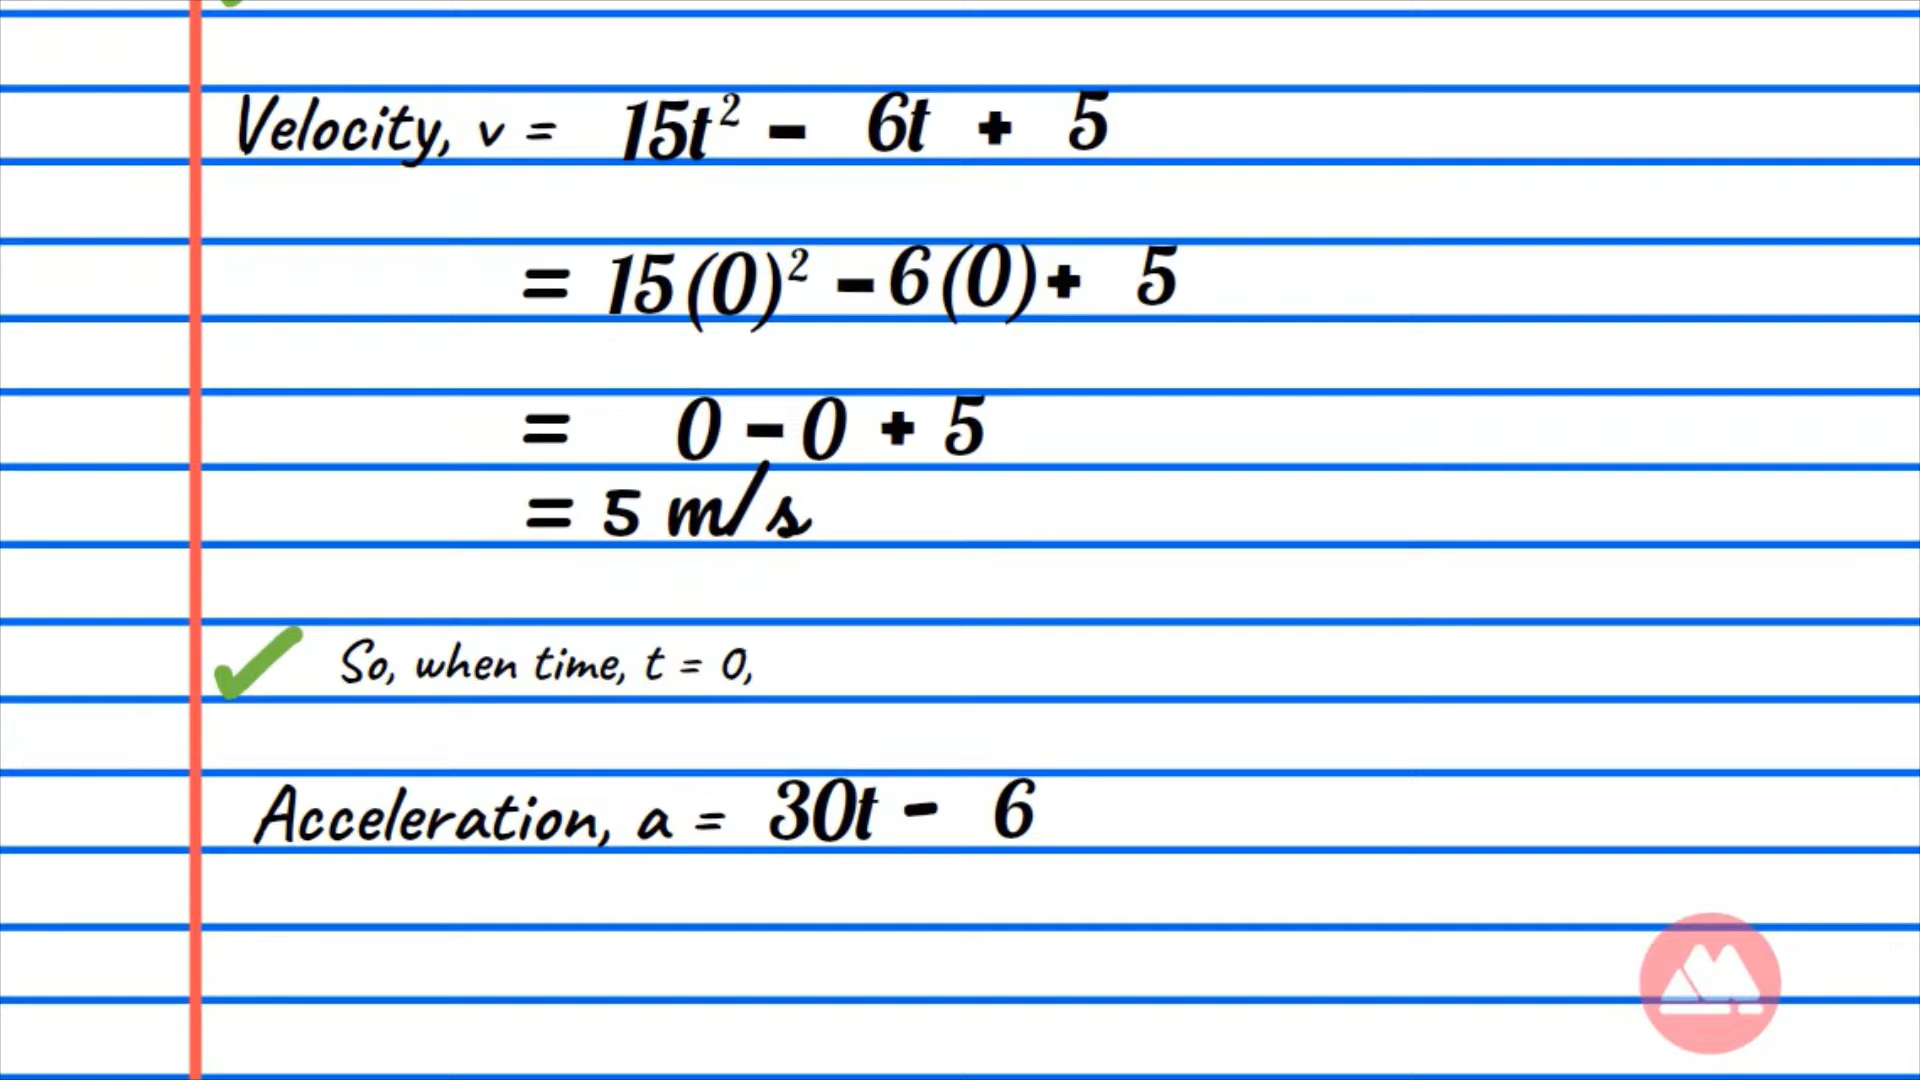 Velocity, v = 15t² - 6t + 5
= 15(0)² - 6(0) + 5
= 0 - 0 + 5
= 5 m/s
So, when time, t = 0,
Acceleration, a = 30t - 6